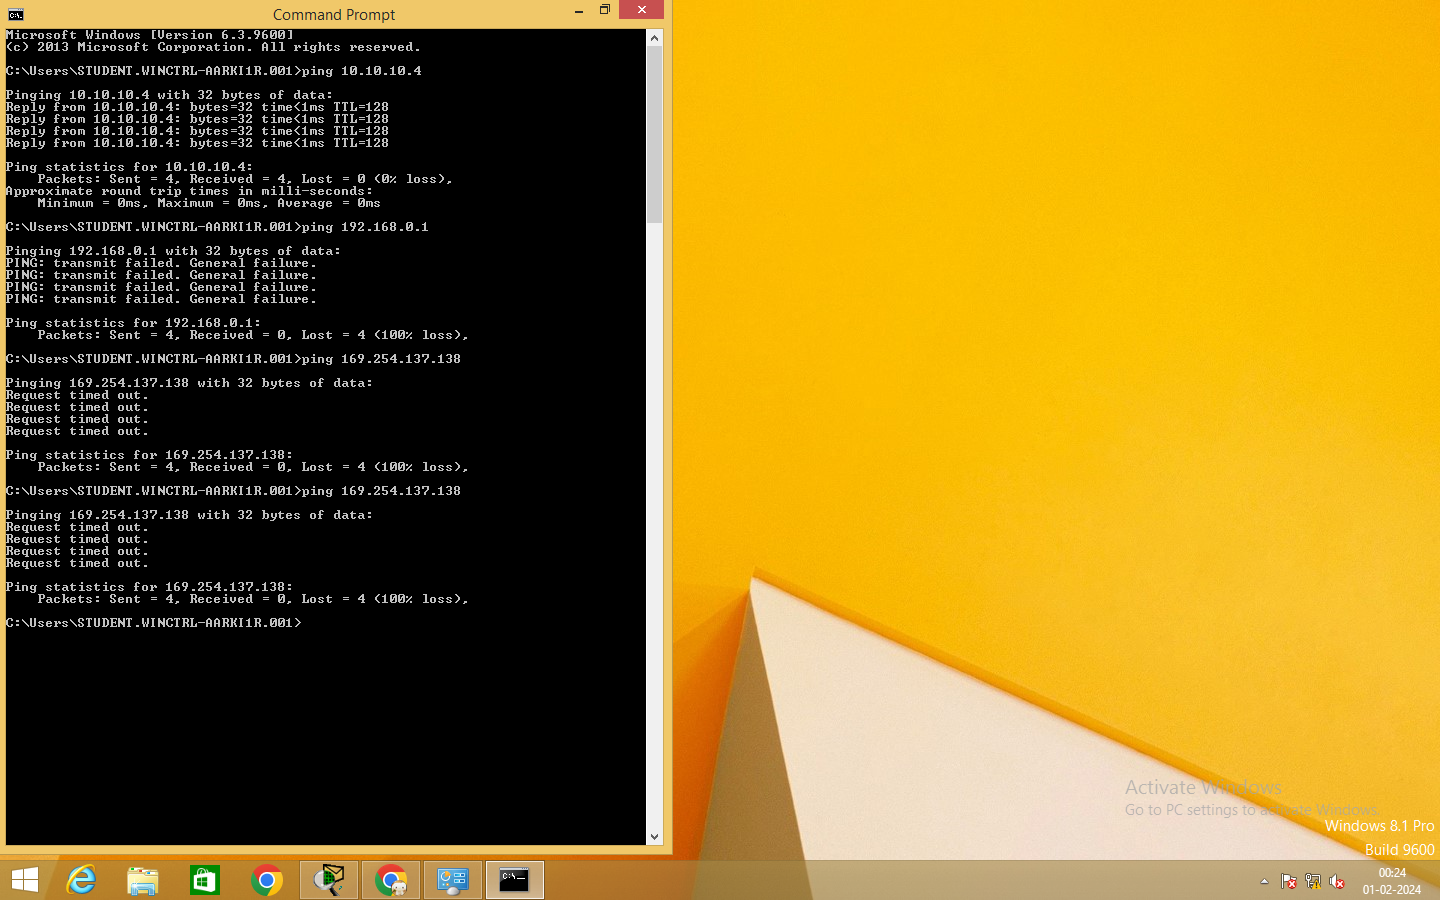 Command Prompt
Microsoft Windows [Version 6.3.9600]
(c) 2013 Microsoft Corporation. All rights reserved.
C:\Users\STUDENT.WINCTRL-AARKI1R.001>ping 10.10.10.4
Pinging 10.10.10.4 with 32 bytes of data:
Reply from 10.10.10.4: bytes=32 time<1ms TTL=128
Reply from 10.10.10.4: bytes=32 time<1ms TTL=128
Reply from 10.10.10.4: bytes=32 time<1ms TTL=128
Reply from 10.10.10.4: bytes=32 time<1ms TTL=128
Ping statistics for 10.10.10.4:
    Packets: Sent = 4, Received = 4, Lost = 0 (0% loss),
Approximate round trip times in milli-seconds:
    Minimum = 0ms, Maximum = 0ms, Average = 0ms
C:\Users\STUDENT.WINCTRL-AARKI1R.001>ping 192.168.0.1
Pinging 192.168.0.1 with 32 bytes of data:
PING: transmit failed. General failure.
PING: transmit failed. General failure.
PING: transmit failed. General failure.
PING: transmit failed. General failure.
Ping statistics for 192.168.0.1:
    Packets: Sent = 4, Received = 0, Lost = 4 (100% loss),
C:\Users\STUDENT.WINCTRL-AARKI1R.001>ping 169.254.137.138
Pinging 169.254.137.138 with 32 bytes of data:
Request timed out.
Request timed out.
Request timed out.
Request timed out.
Ping statistics for 169.254.137.138:
    Packets: Sent = 4, Received = 0, Lost = 4 (100% loss),
C:\Users\STUDENT.WINCTRL-AARKI1R.001>ping 169.254.137.138
Pinging 169.254.137.138 with 32 bytes of data:
Request timed out.
Request timed out.
Request timed out.
Request timed out.
Ping statistics for 169.254.137.138:
    Packets: Sent = 4, Received = 0, Lost = 4 (100% loss),
C:\Users\STUDENT.WINCTRL-AARKI1R.001>
Activate Windows
Go to PC settings to activate Windows.
Windows 8.1 Pro
Build 9600
00:24
01-02-2024